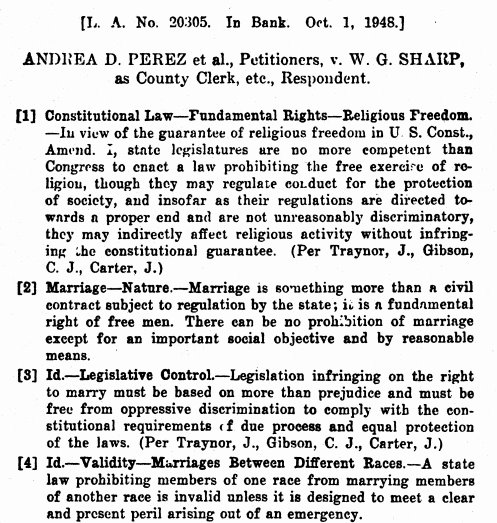 [L. A. No. 20305. In Bank. Oct. 1, 1948.]
ANDREA D. PEREZ et al., Petitioners, v. W. G. SHARP,
as County Clerk, etc., Respondent.
[1] Constitutional Law—Fundamental Rights—Religious Freedom.
—In view of the guarantee of religious freedom in U. S. Const.,
Amend. I, state legislatures are no more competent than
Congress to enact a law prohibiting the free exercise of re-
ligion, though they may regulate conduct for the protection
of society, and insofar as their regulations are directed to-
wards a proper end and are not unreasonably discriminatory,
they may indirectly affect religious activity without infring-
ing the constitutional guarantee. (Per Traynor, J., Gibson,
C. J., Carter, J.)
[2] Marriage—Nature.—Marriage is something more than a civil
contract subject to regulation by the state; it is a fundamental
right of free men. There can be no prohibition of marriage
except for an important social objective and by reasonable
means.
[3] Id.—Legislative Control.—Legislation infringing on the right
to marry must be based on more than prejudice and must be
free from oppressive discrimination to comply with the con-
stitutional requirements of due process and equal protection
of the laws. (Per Traynor, J., Gibson, C. J., Carter, J.)
[4] Id.—Validity—Marriages Between Different Races.—A state
law prohibiting members of one race from marrying members
of another race is invalid unless it is designed to meet a clear
and present peril arising out of an emergency.